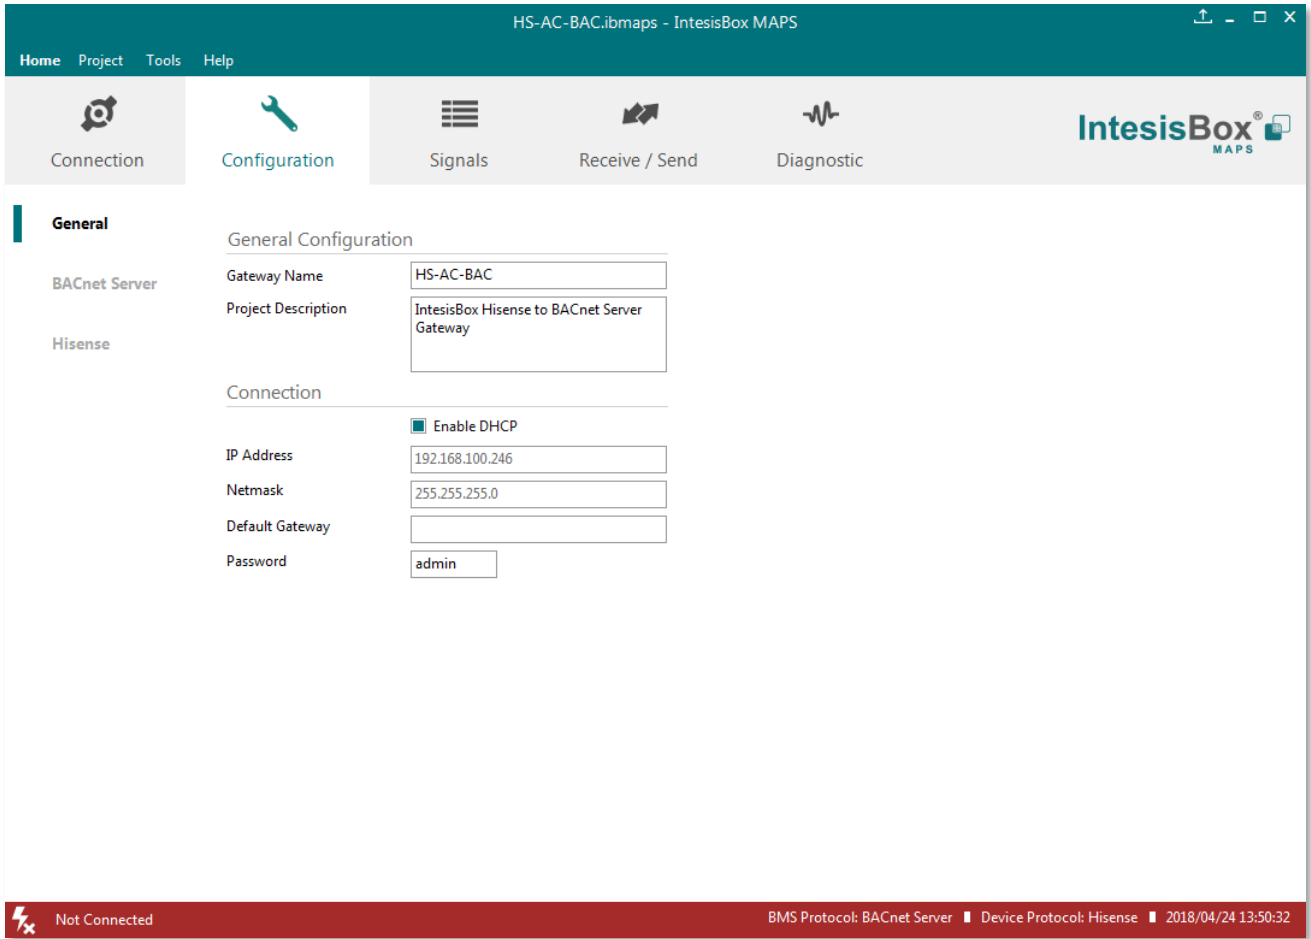 HS-AC-BAC.ibmaps - IntesisBox MAPS
Home Project Tools Help
Connection Configuration Signals Receive / Send Diagnostic
IntesisBox® MAPS
General
BACnet Server
Hisense
General Configuration
Gateway Name HS-AC-BAC
Project Description IntesisBox Hisense to BACnet Server
Gateway
Connection
Enable DHCP
IP Address 192.168.100.246
Netmask 255.255.255.0
Default Gateway
Password admin
Not Connected BMS Protocol: BACnet Server Device Protocol: Hisense 2018/04/24 13:50:32